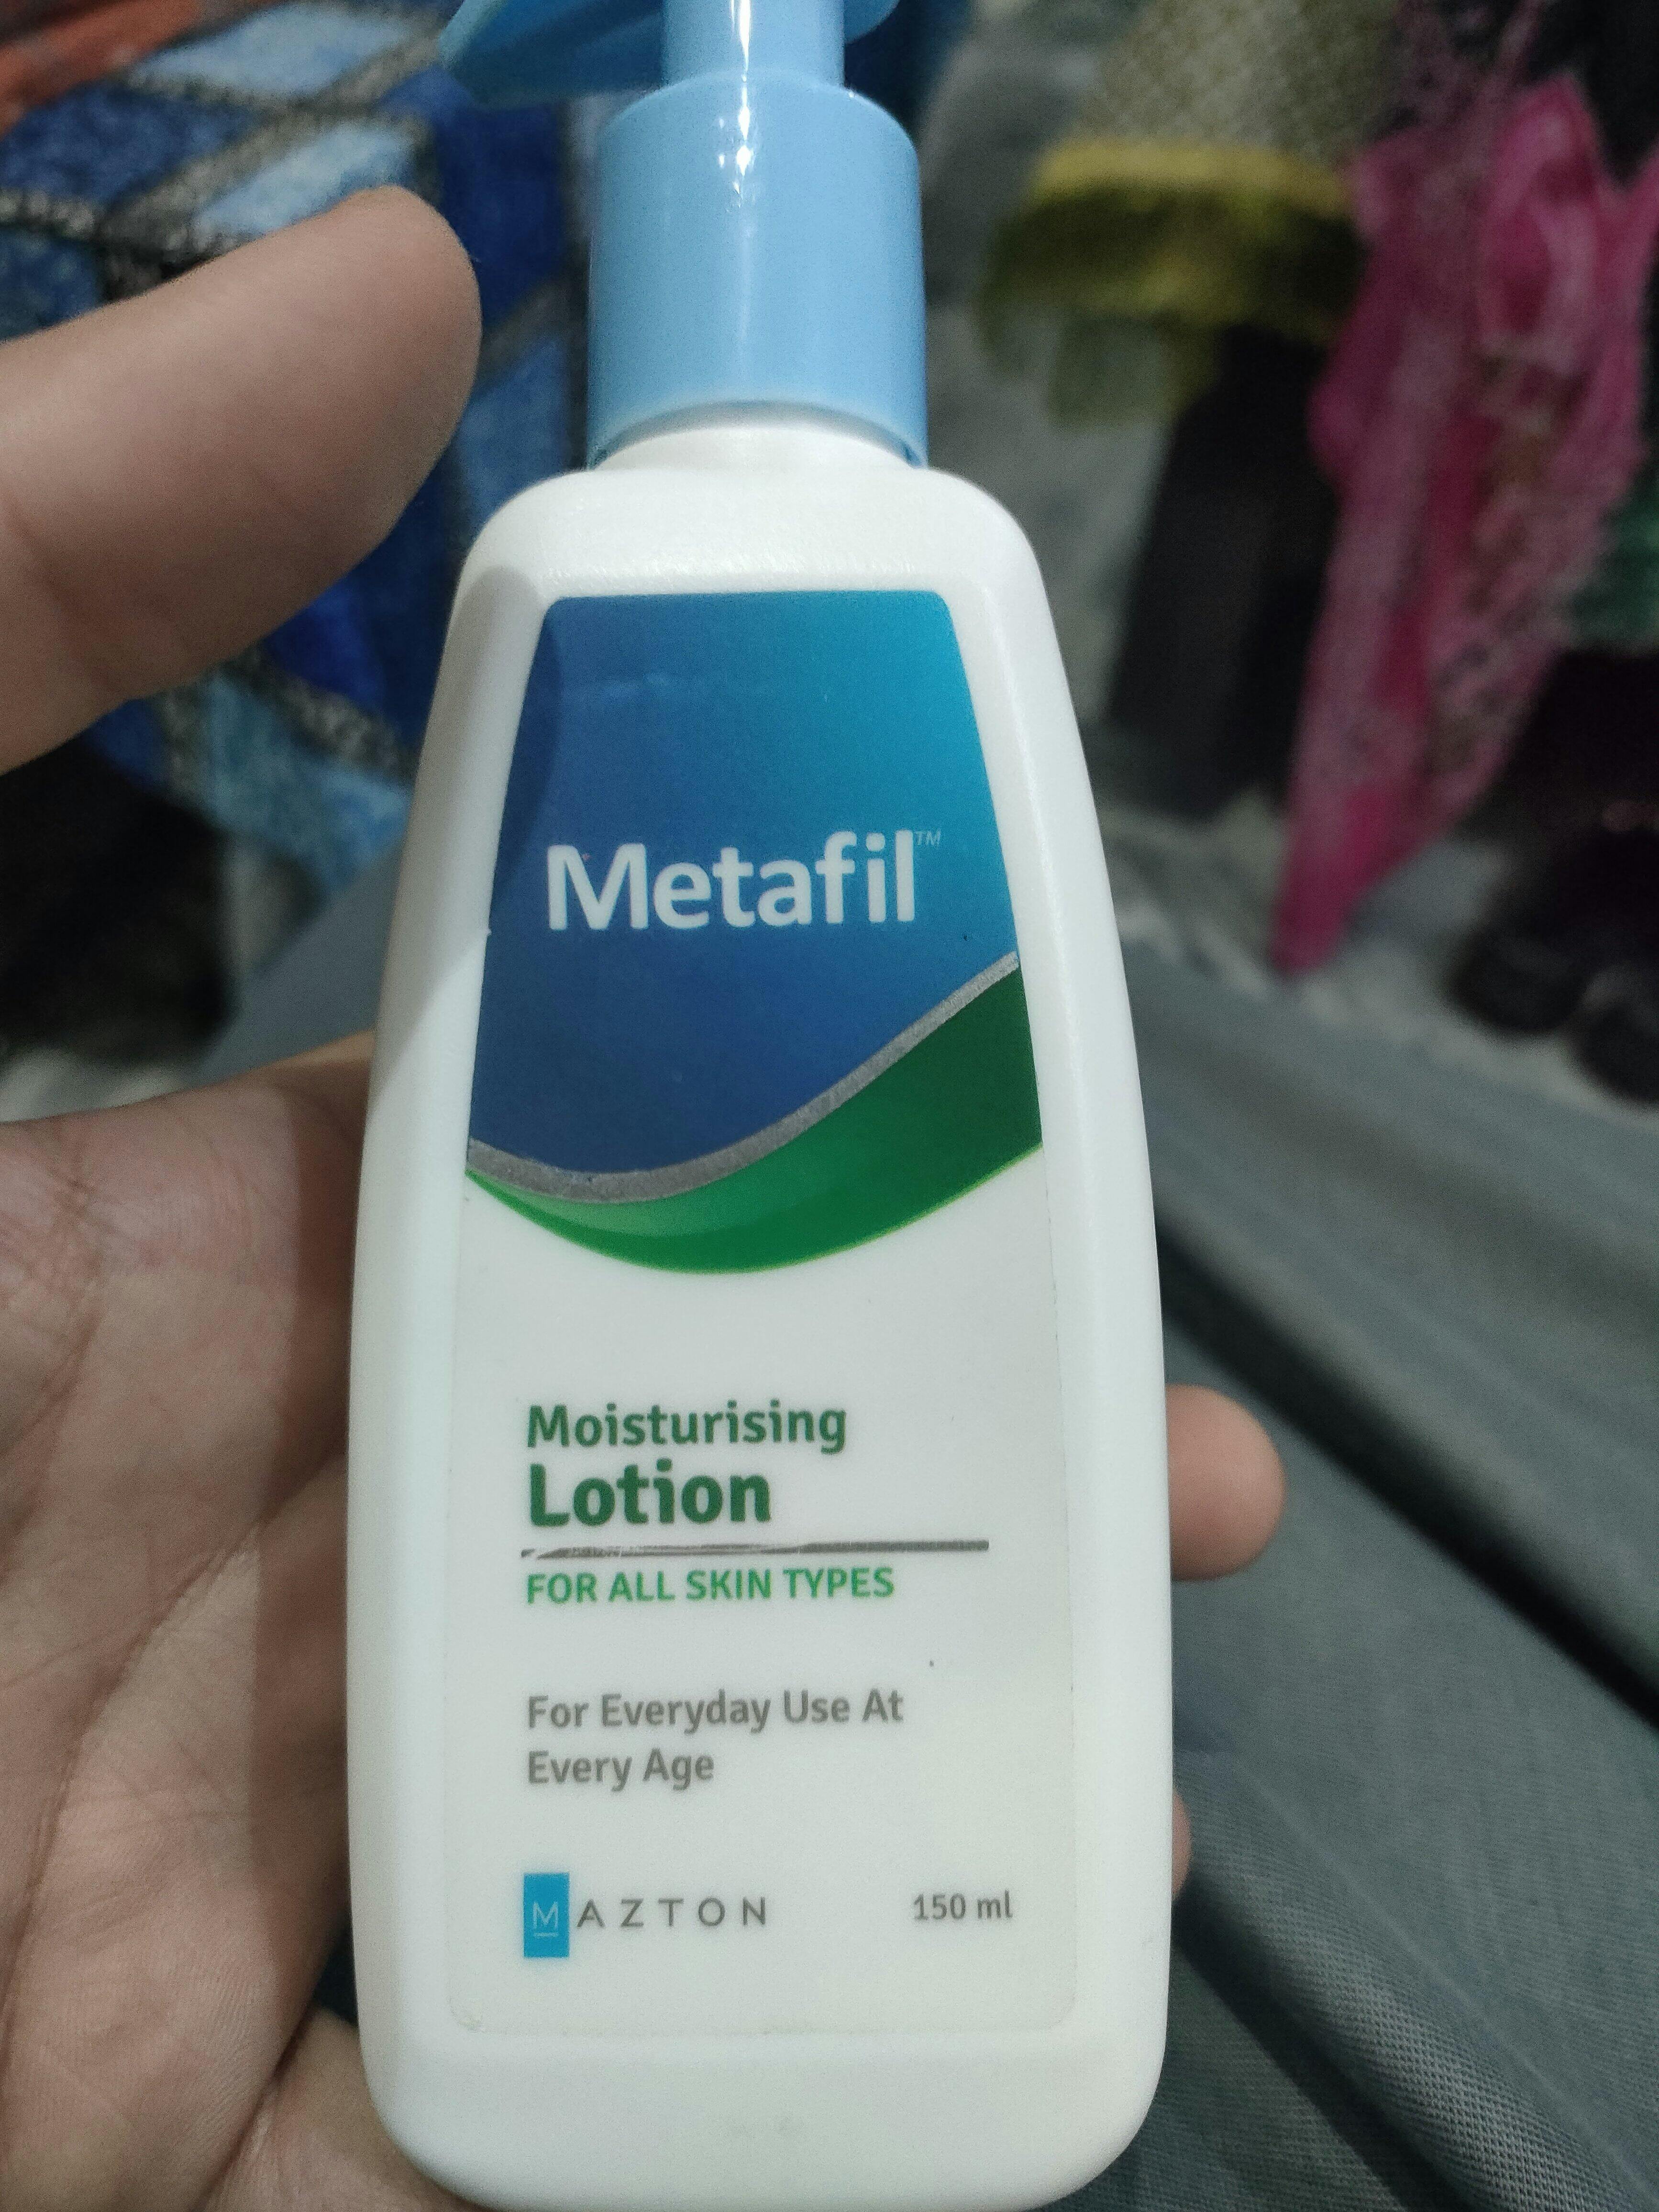 Metafil™
Moisturising
Lotion
FOR ALL SKIN TYPES
For Everyday Use At
Every Age
MAZTON
150 ml